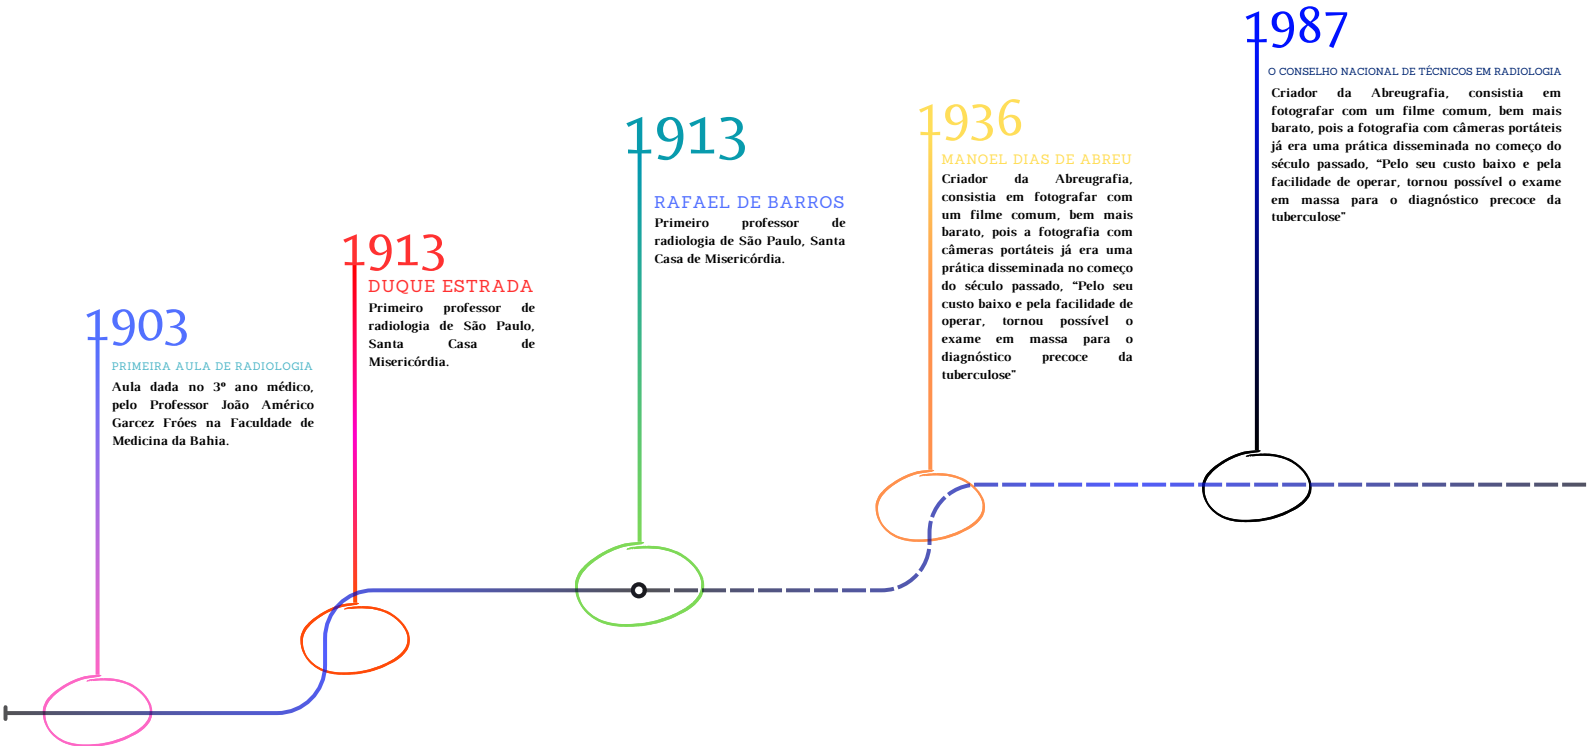 1903
PRIMEIRA AULA DE RADIOLOGIA
Aula dada no 3º ano médico,
pelo Professor João Américo
Garcez Fróes na Faculdade de
Medicina da Bahia.
1913
DUQUE ESTRADA
Primeiro professor de
radiologia de São Paulo,
Santa Casa de
Misericórdia.
1913
RAFAEL DE BARROS
Primeiro professor de
radiologia de São Paulo, Santa
Casa de Misericórdia.
1936
MANOEL DIAS DE ABREU
Criador da Abreugrafia,
consistia em fotografar com
um filme comum, bem mais
barato, pois a fotografia com
câmeras portáteis já era uma
prática disseminada no começo
do século passado, “Pelo seu
custo baixo e pela facilidade de
operar, tornou possível o
exame em massa para o
diagnóstico precoce da
tuberculose”
1987
O CONSELHO NACIONAL DE TÉCNICOS EM RADIOLOGIA
Criador da Abreugrafia, consistia em
fotografar com um filme comum, bem mais
barato, pois a fotografia com câmeras portáteis
já era uma prática disseminada no começo do
século passado, “Pelo seu custo baixo e pela
facilidade de operar, tornou possível o exame
em massa para o diagnóstico precoce da
tuberculose”